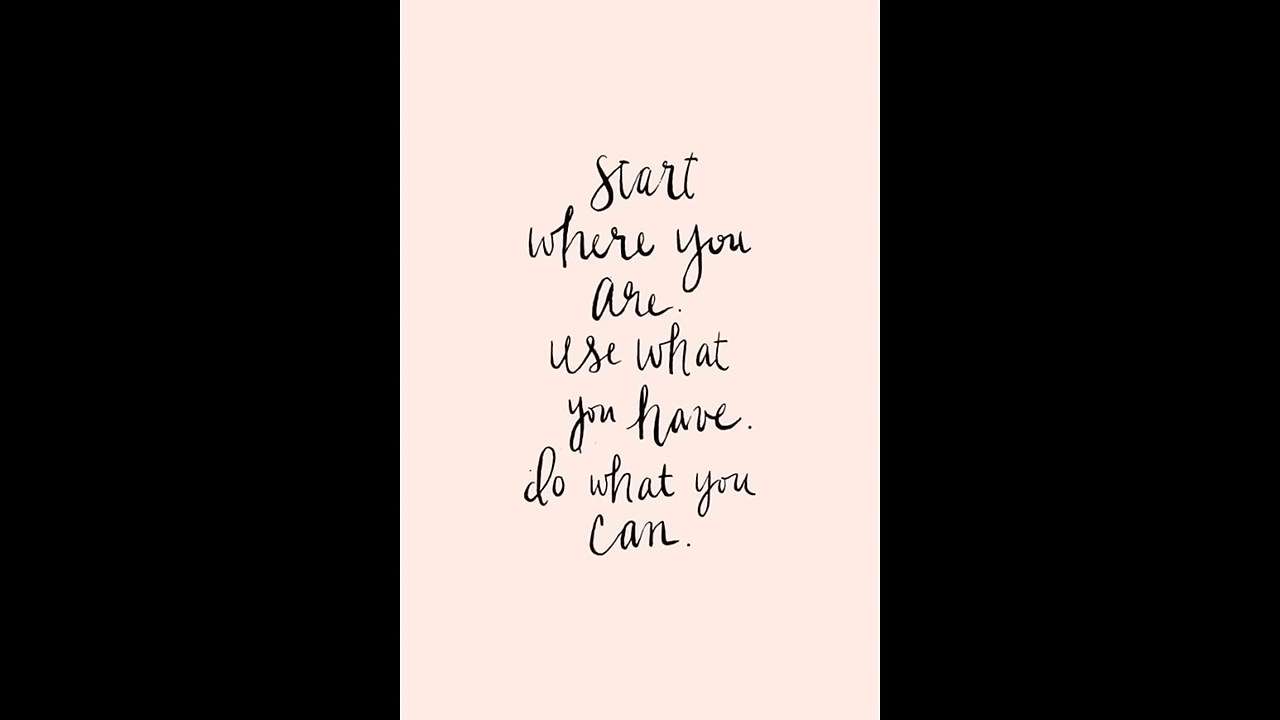 Start
where you
are.
use what
you have.
do what you
can.